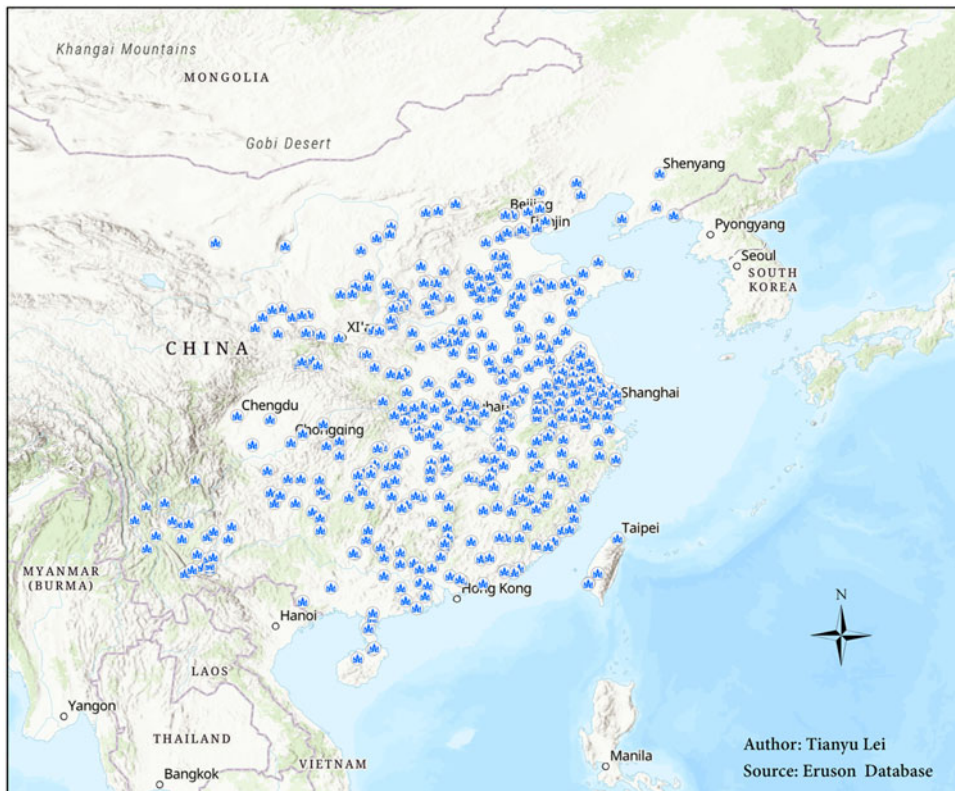 Khangai Mountains
MONGOLIA
Gobi Desert
Shenyang
Beijing
Pyongyang
Seoul
SOUTH
KOREA
CHINA
Shanghai
Chengdu
Chongqing
Taipei
MYANMAR
(BURMA)
Hong Kong
Hanoi
N
LAOS
Yangon
THAILAND
VIETNAM
Manila
Bangkok
Author: Tianyu Lei
Source: Eruson Database